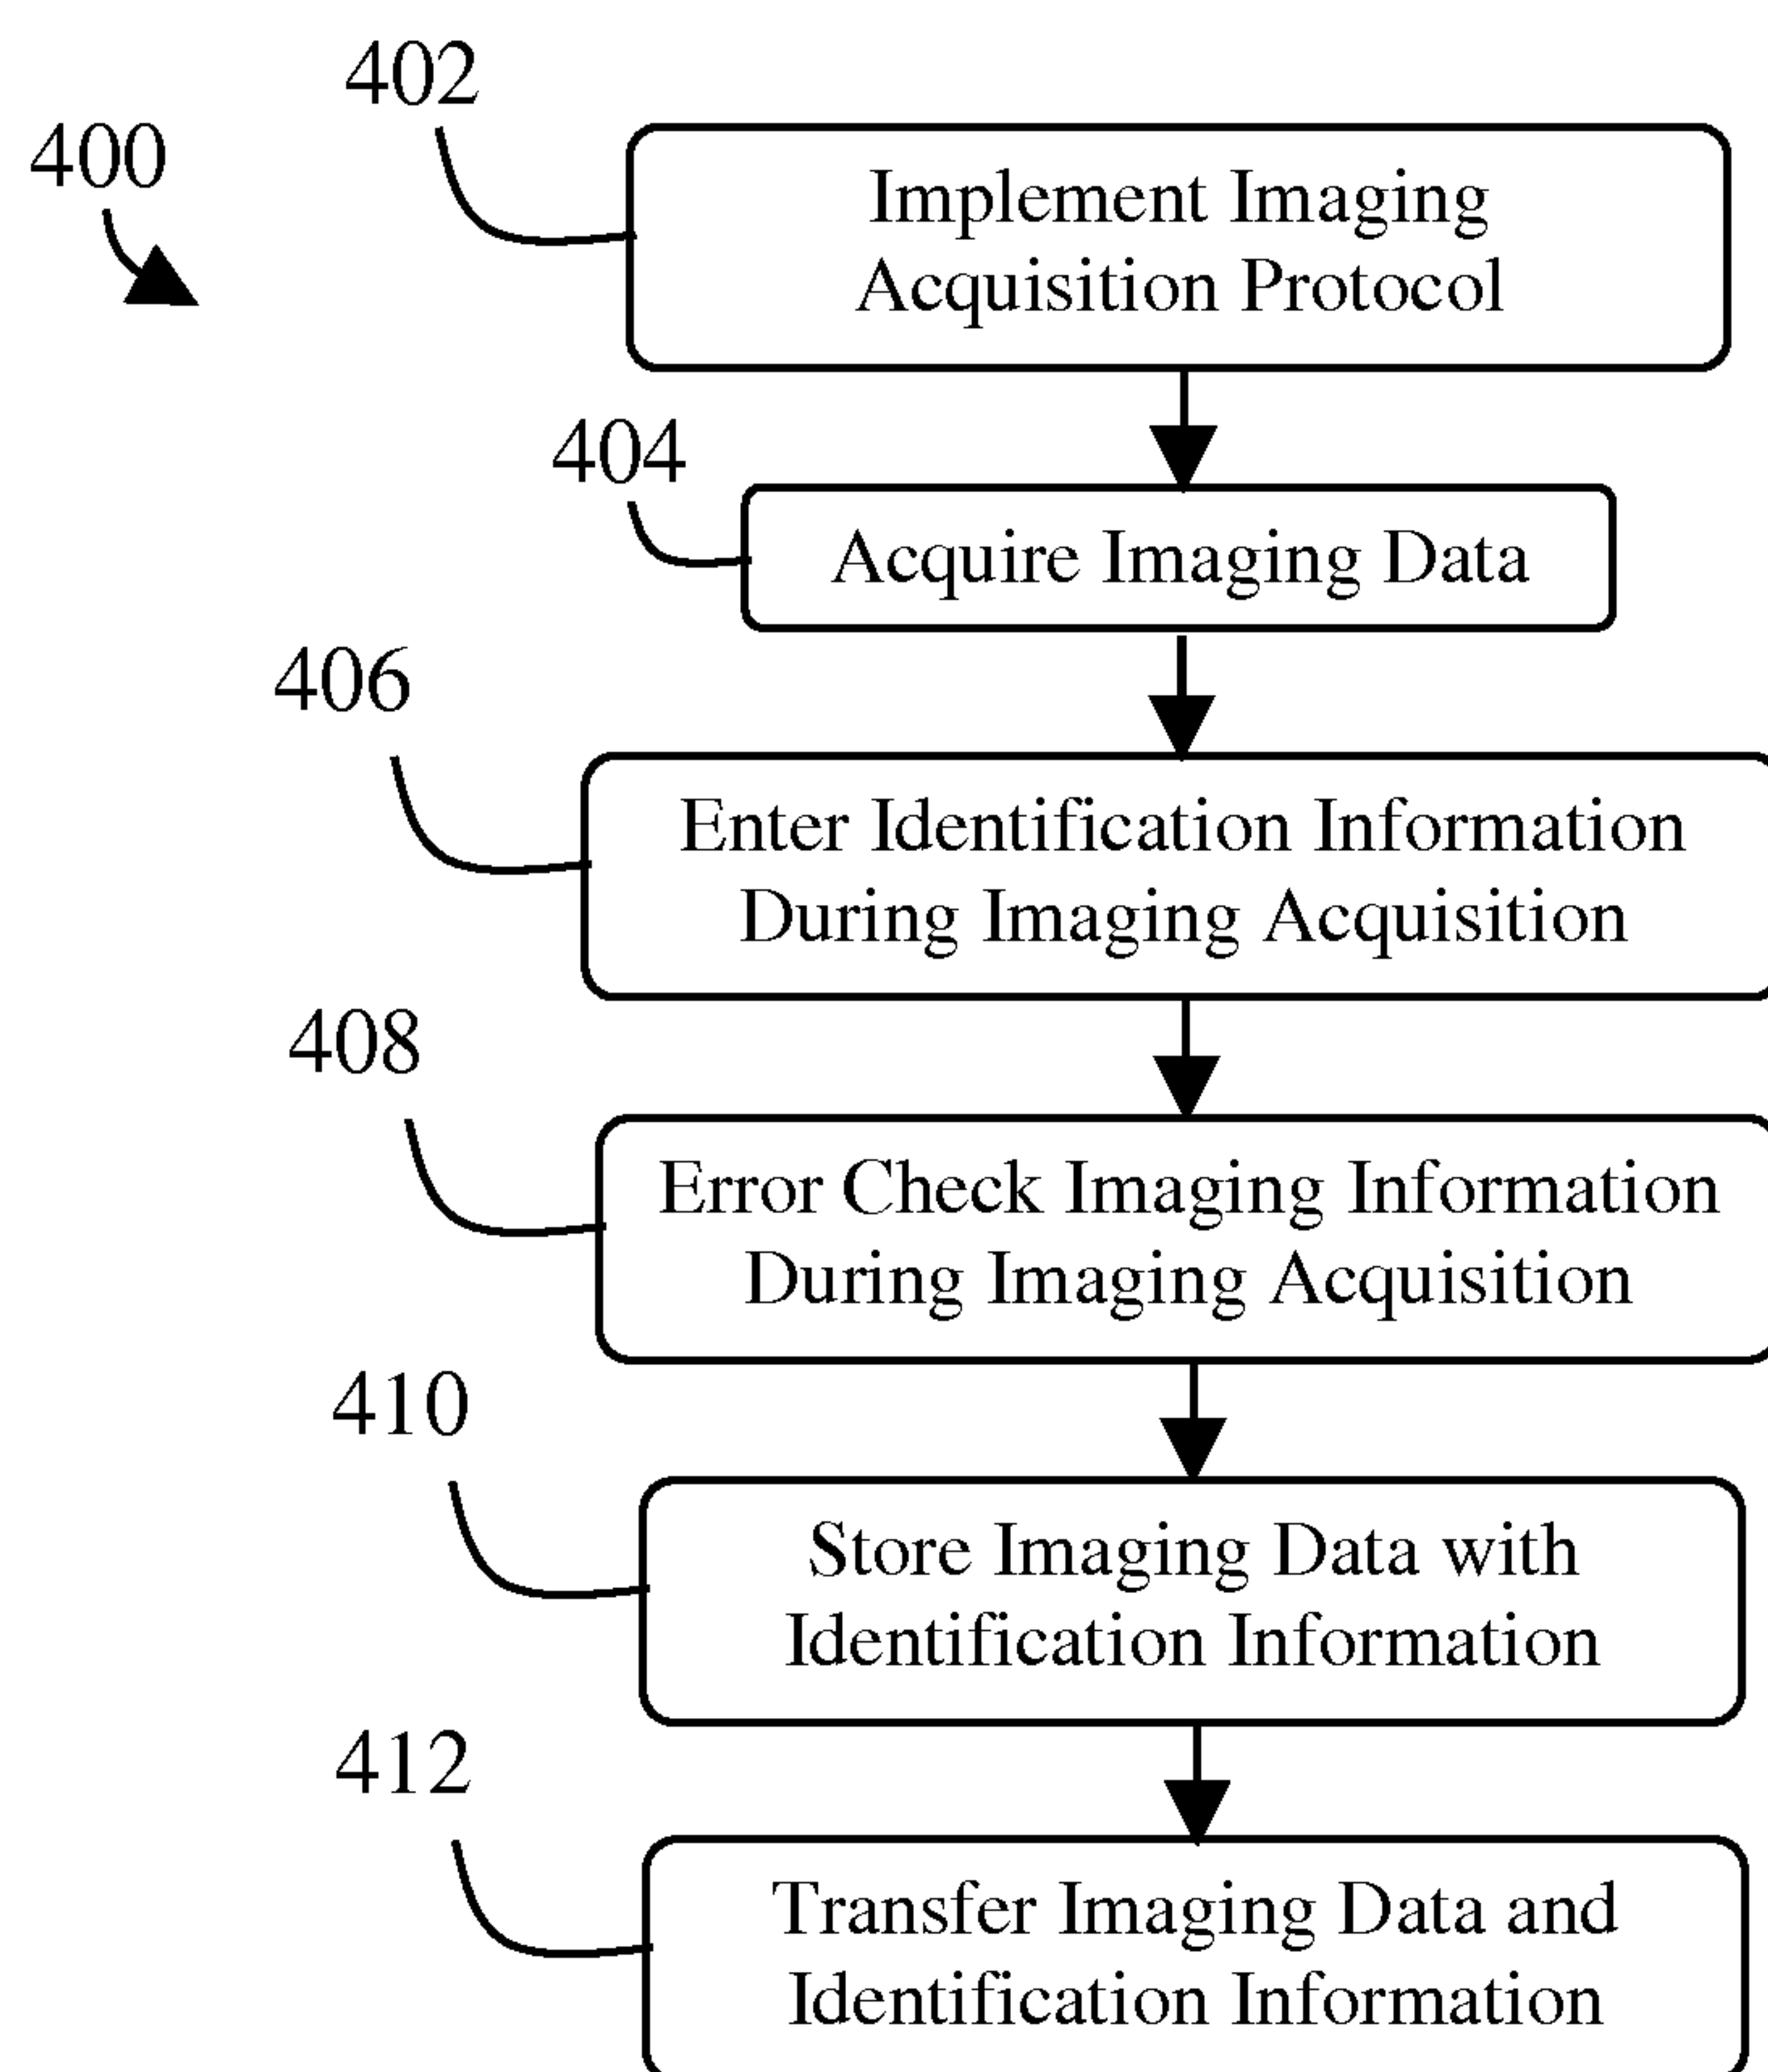 402
400
Implement Imaging
Acquisition Protocol
404
Acquire Imaging Data
406
Enter Identification Information
During Imaging Acquisition
408
Error Check Imaging Information
During Imaging Acquisition
410
Store Imaging Data with
Identification Information
412
Transfer Imaging Data and
Identification Information